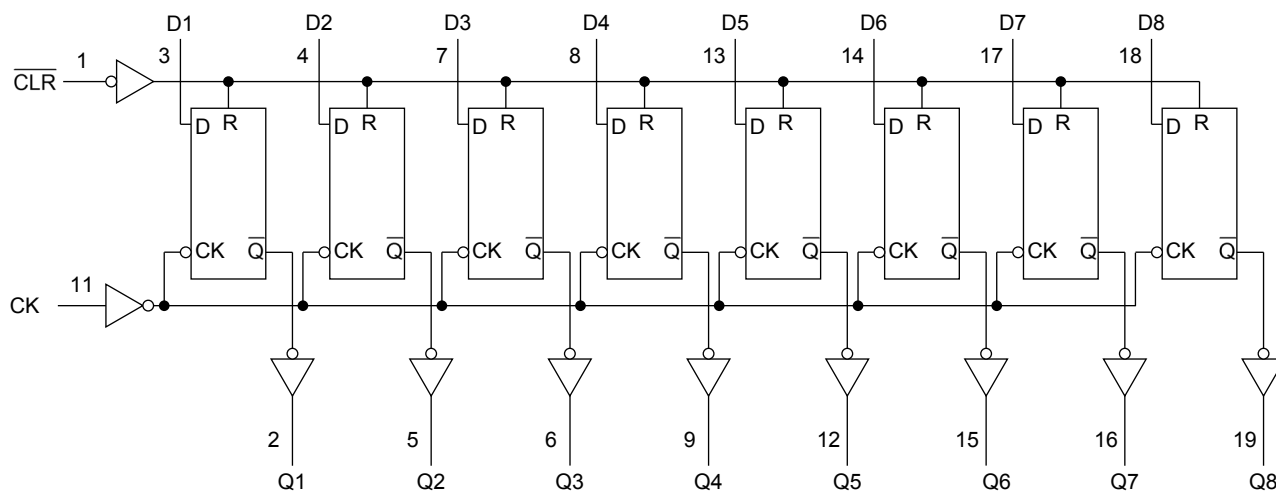 D1 D2 D3 D4 D5 D6 D7 D8
1 3 4 7 8 13 14 17 18
C̅L̅R̅
D R D R D R D R D R D R D R D R
CK Q̅ CK Q̅ CK Q̅ CK Q̅ CK Q̅ CK Q̅ CK Q̅ CK Q̅
11
CK
2 5 6 9 12 15 16 19
Q1 Q2 Q3 Q4 Q5 Q6 Q7 Q8